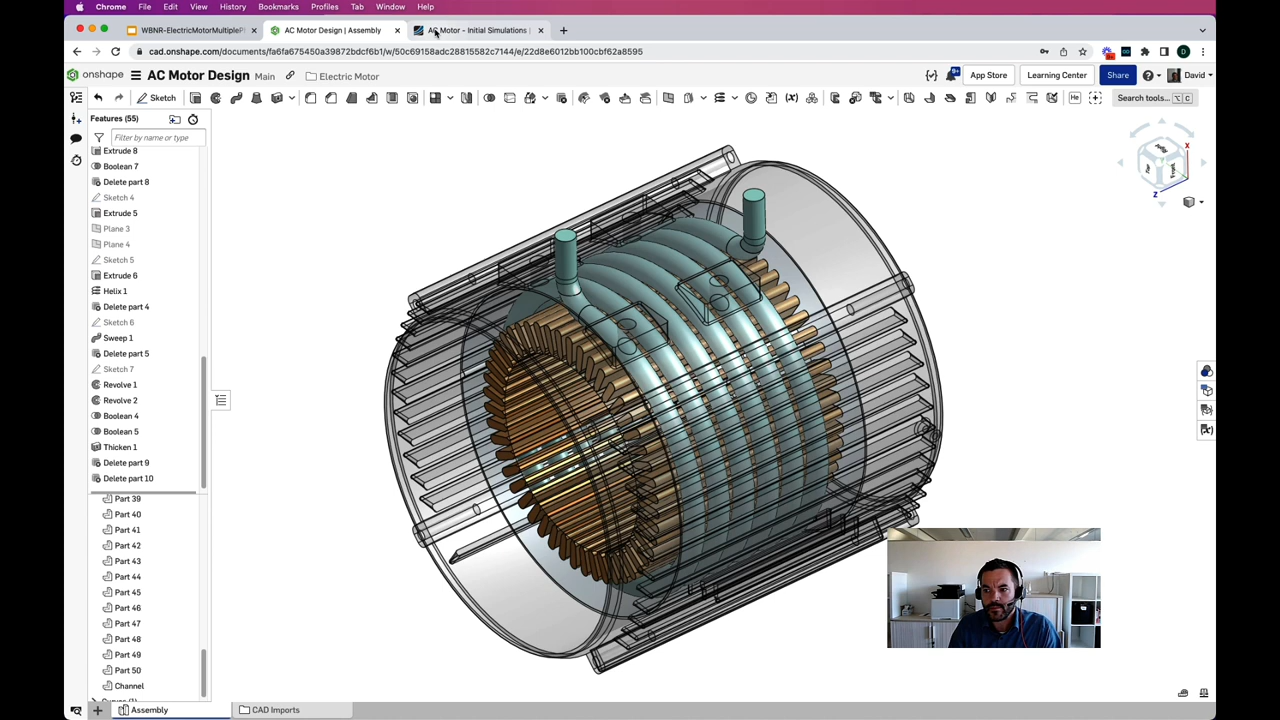 Chrome File Edit View History Bookmarks Profiles Tab Window Help
WBNR-ElectricMotorMultipleP AC Motor Design | Assembly AC Motor - Initial Simulations |
cad.onshape.com/documents/fa6fa675450a39872bdcf6b1/w/50c69158adc28815582c7144/e/22d8e6012bb100cbf62a8595
onshape AC Motor Design Main Electric Motor App Store Learning Center Share David
Sketch Search tools... ⌥ C
Features (55)
Filter by name or type
Extrude 8
Boolean 7
Delete part 8
Sketch 4
Extrude 5
Plane 3
Plane 4
Sketch 5
Extrude 6
Helix 1
Delete part 4
Sketch 6
Sweep 1
Delete part 5
Sketch 7
Revolve 1
Revolve 2
Boolean 4
Boolean 5
Thicken 1
Delete part 9
Delete part 10
Part 39
Part 40
Part 41
Part 42
Part 43
Part 44
Part 45
Part 46
Part 47
Part 48
Part 49
Part 50
Channel
X
Z
Assembly CAD Imports